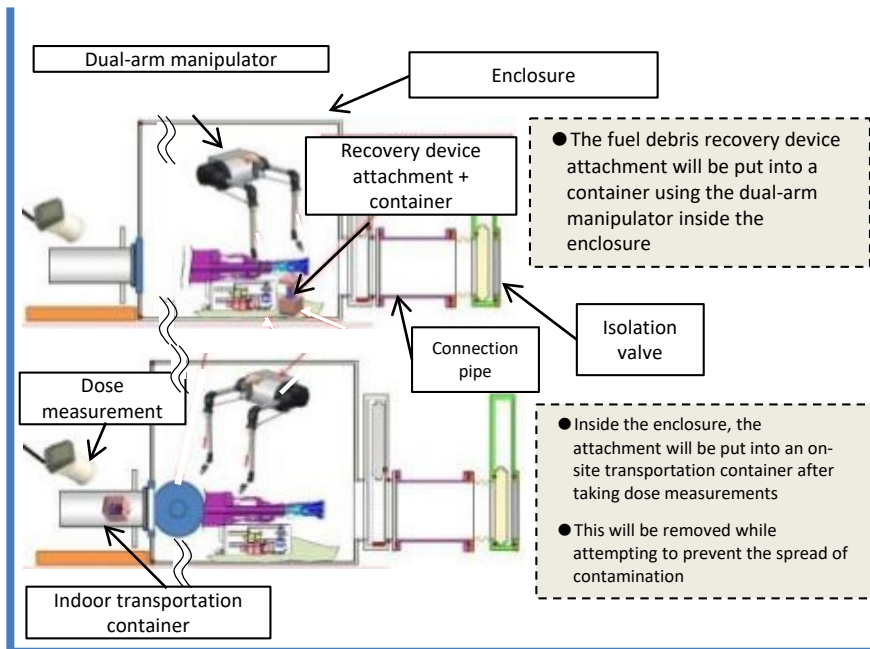 Dual-arm manipulator
Enclosure
Recovery device
attachment +
container
● The fuel debris recovery device
attachment will be put into a
container using the dual-arm
manipulator inside the
enclosure
Isolation
valve
Connection
pipe
Dose
measurement
● Inside the enclosure, the
attachment will be put into an on-
site transportation container after
taking dose measurements
● This will be removed while
attempting to prevent the spread of
contamination
Indoor transportation
container